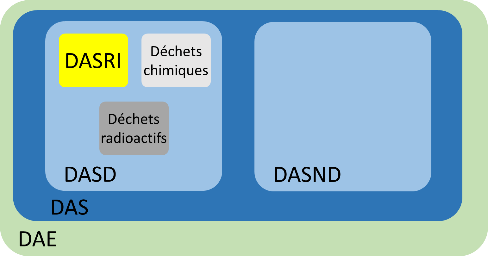 DASRI
Déchets
chimiques
Déchets
radioactifs
DASD
DASND
DAS
DAE